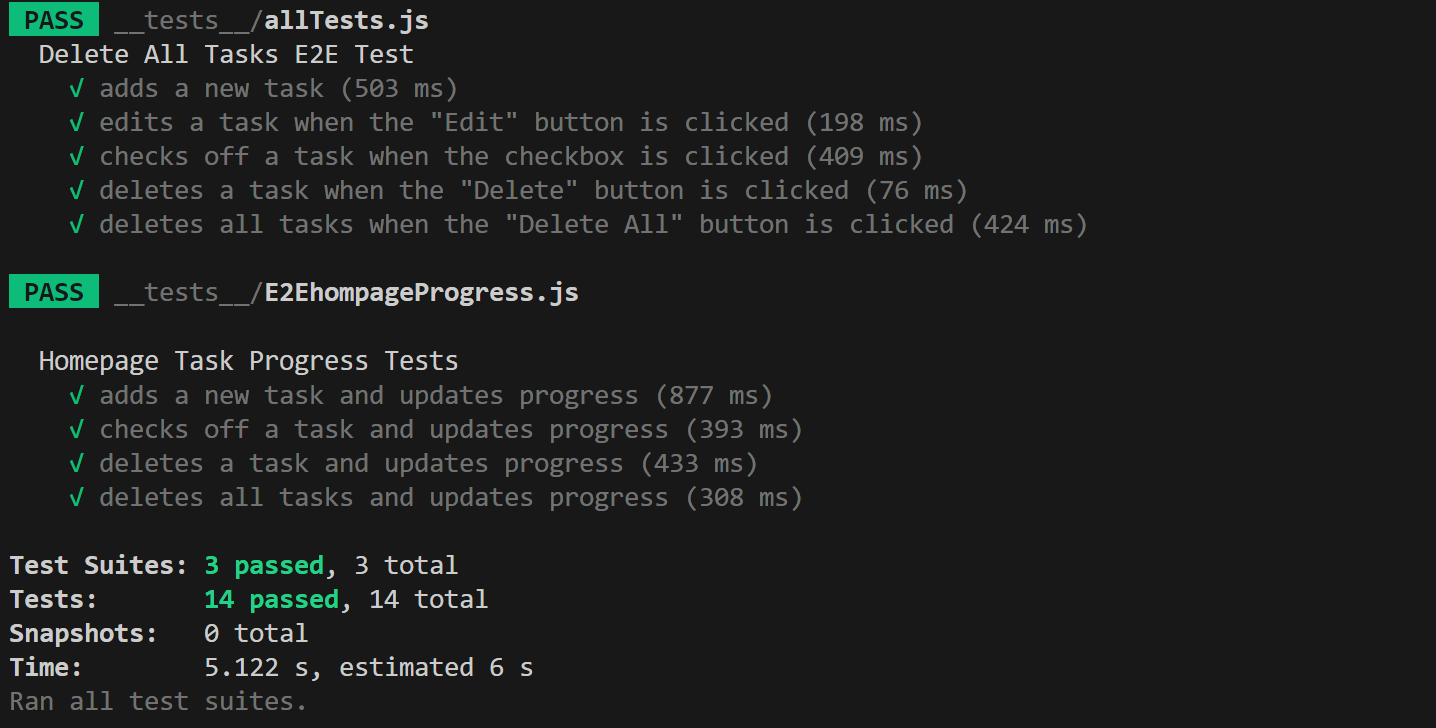 PASS __tests__/allTests.js
Delete All Tasks E2E Test
√ adds a new task (503 ms)
√ edits a task when the "Edit" button is clicked (198 ms)
√ checks off a task when the checkbox is clicked (409 ms)
√ deletes a task when the "Delete" button is clicked (76 ms)
√ deletes all tasks when the "Delete All" button is clicked (424 ms)
PASS __tests__/E2EhompageProgress.js
Homepage Task Progress Tests
√ adds a new task and updates progress (877 ms)
√ checks off a task and updates progress (393 ms)
√ deletes a task and updates progress (433 ms)
√ deletes all tasks and updates progress (308 ms)
Test Suites: 3 passed, 3 total
Tests: 14 passed, 14 total
Snapshots: 0 total
Time: 5.122 s, estimated 6 s
Ran all test suites.